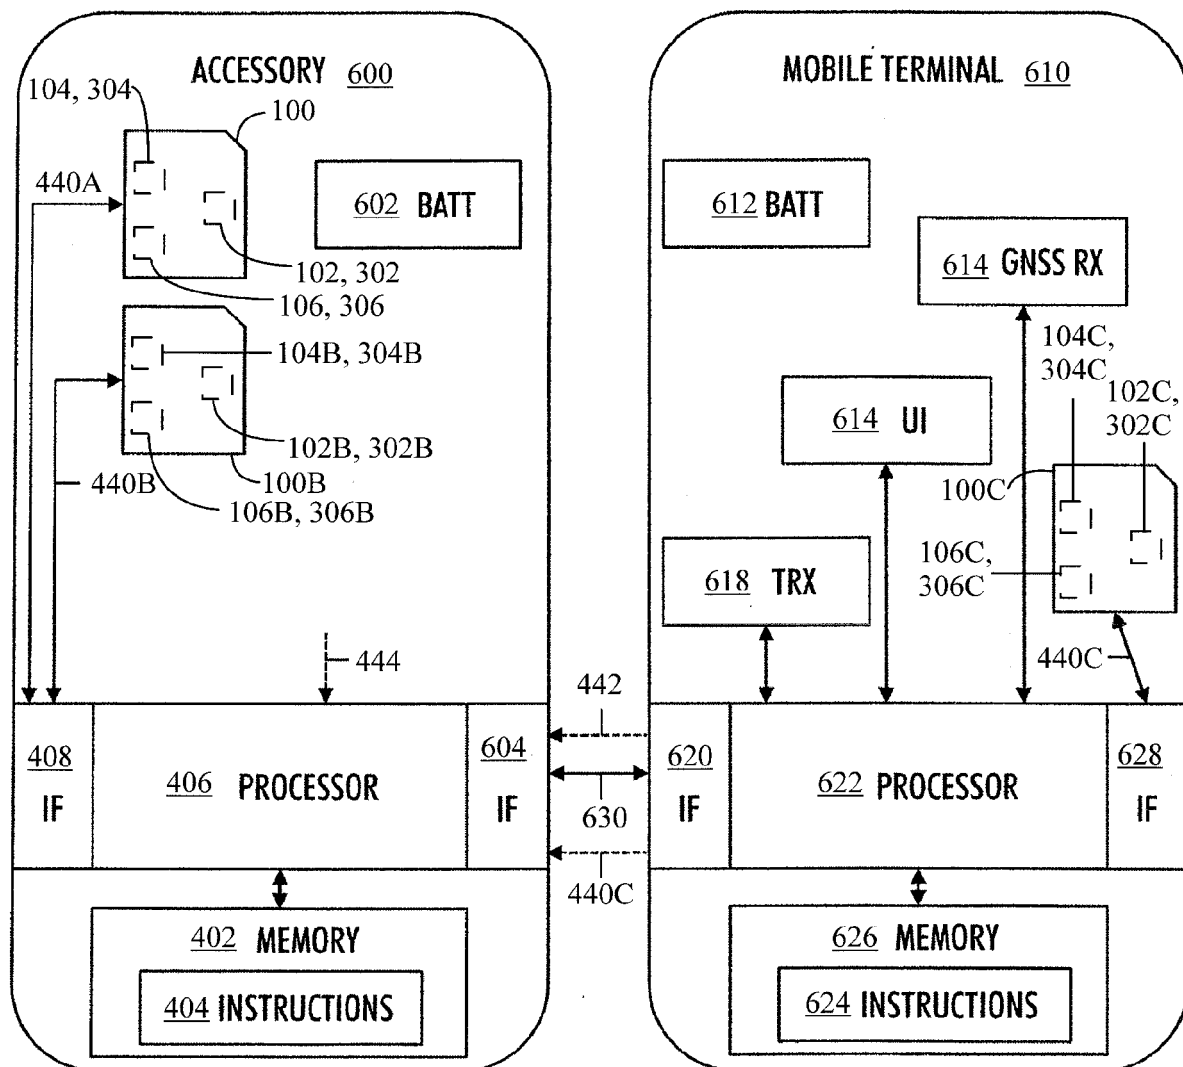 ACCESSORY 600
104, 304
100
440A
602 BATT
102, 302
106, 306
104B, 304B
102B, 302B
440B
100B
106B, 306B
444
408
IF
406 PROCESSOR
604
IF
402 MEMORY
404 INSTRUCTIONS
442
630
440C
MOBILE TERMINAL 610
612 BATT
614 GNSS RX
104C,
304C
102C,
302C
614 UI
100C
106C,
306C
618 TRX
440C
620
IF
622 PROCESSOR
628
IF
626 MEMORY
624 INSTRUCTIONS